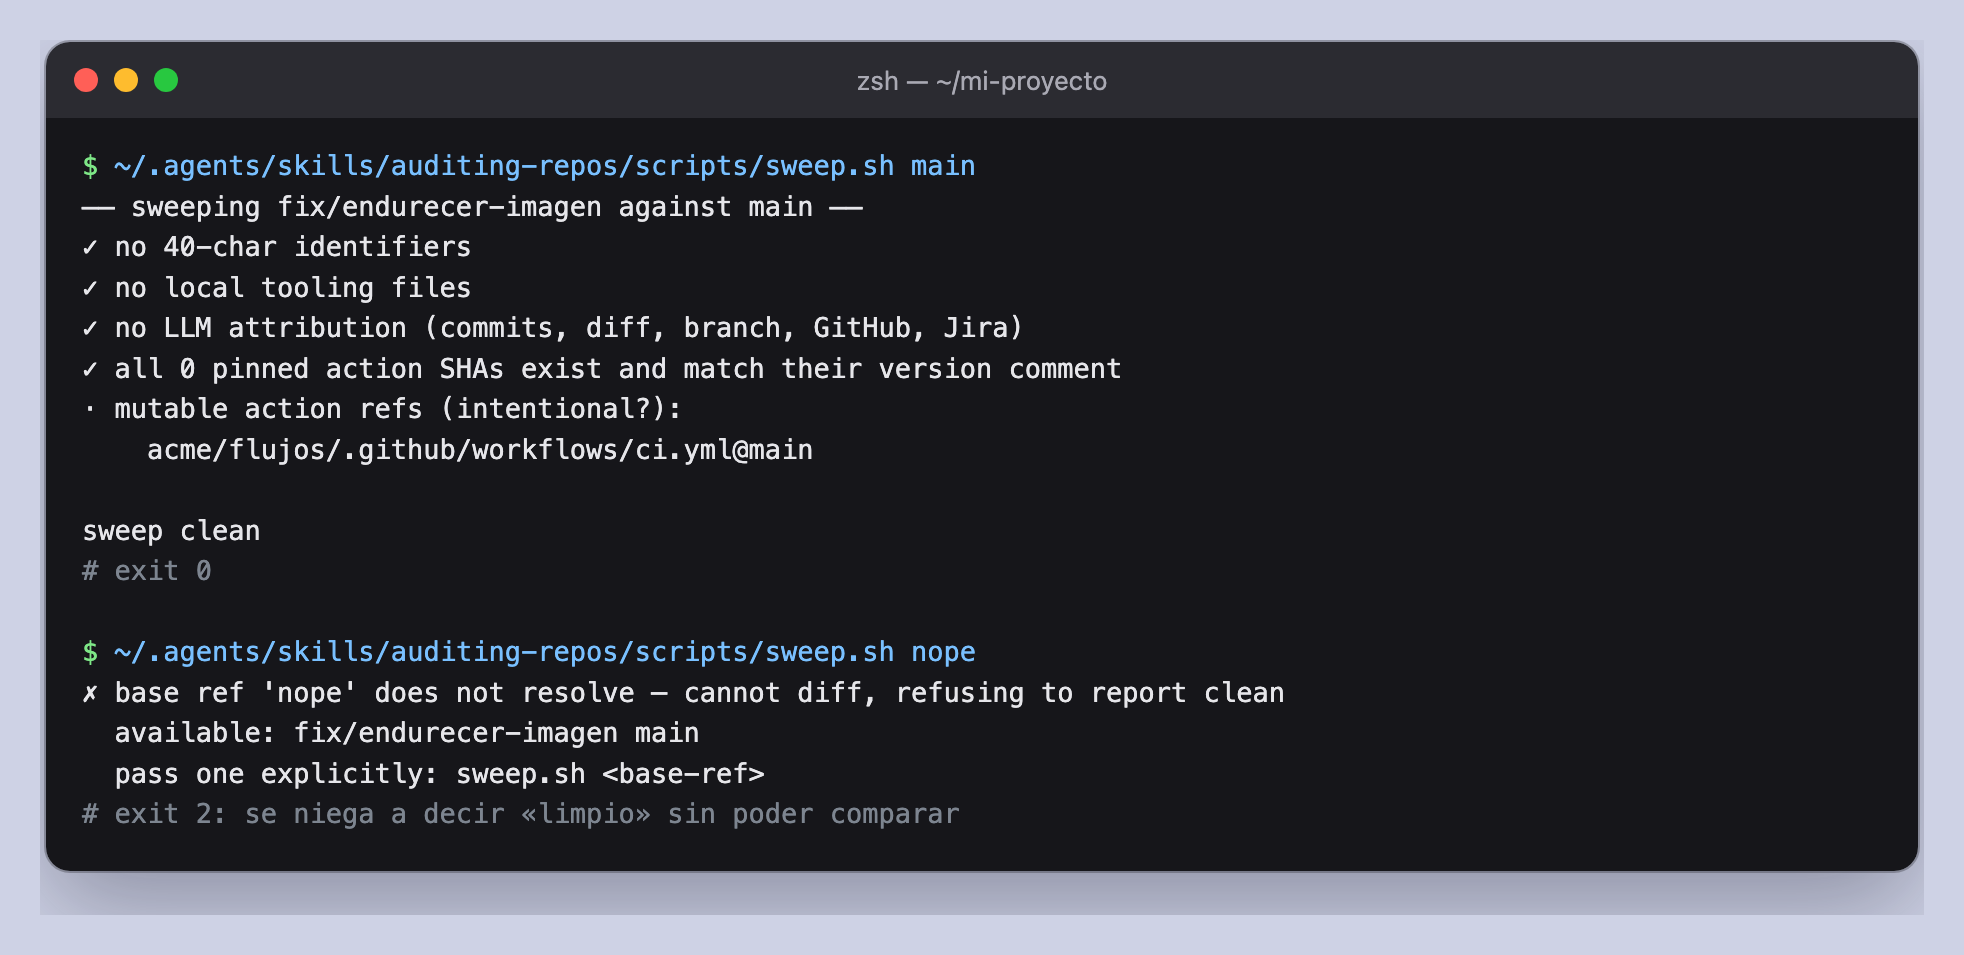 zsh — ~/mi-proyecto
$ ~/.agents/skills/auditing-repos/scripts/sweep.sh main
── sweeping fix/endurecer-imagen against main ──
✓ no 40-char identifiers
✓ no local tooling files
✓ no LLM attribution (commits, diff, branch, GitHub, Jira)
✓ all 0 pinned action SHAs exist and match their version comment
· mutable action refs (intentional?):
    acme/flujos/.github/workflows/ci.yml@main
sweep clean
# exit 0
$ ~/.agents/skills/auditing-repos/scripts/sweep.sh nope
✗ base ref 'nope' does not resolve — cannot diff, refusing to report clean
  available: fix/endurecer-imagen main
  pass one explicitly: sweep.sh <base-ref>
# exit 2: se niega a decir «limpio» sin poder comparar